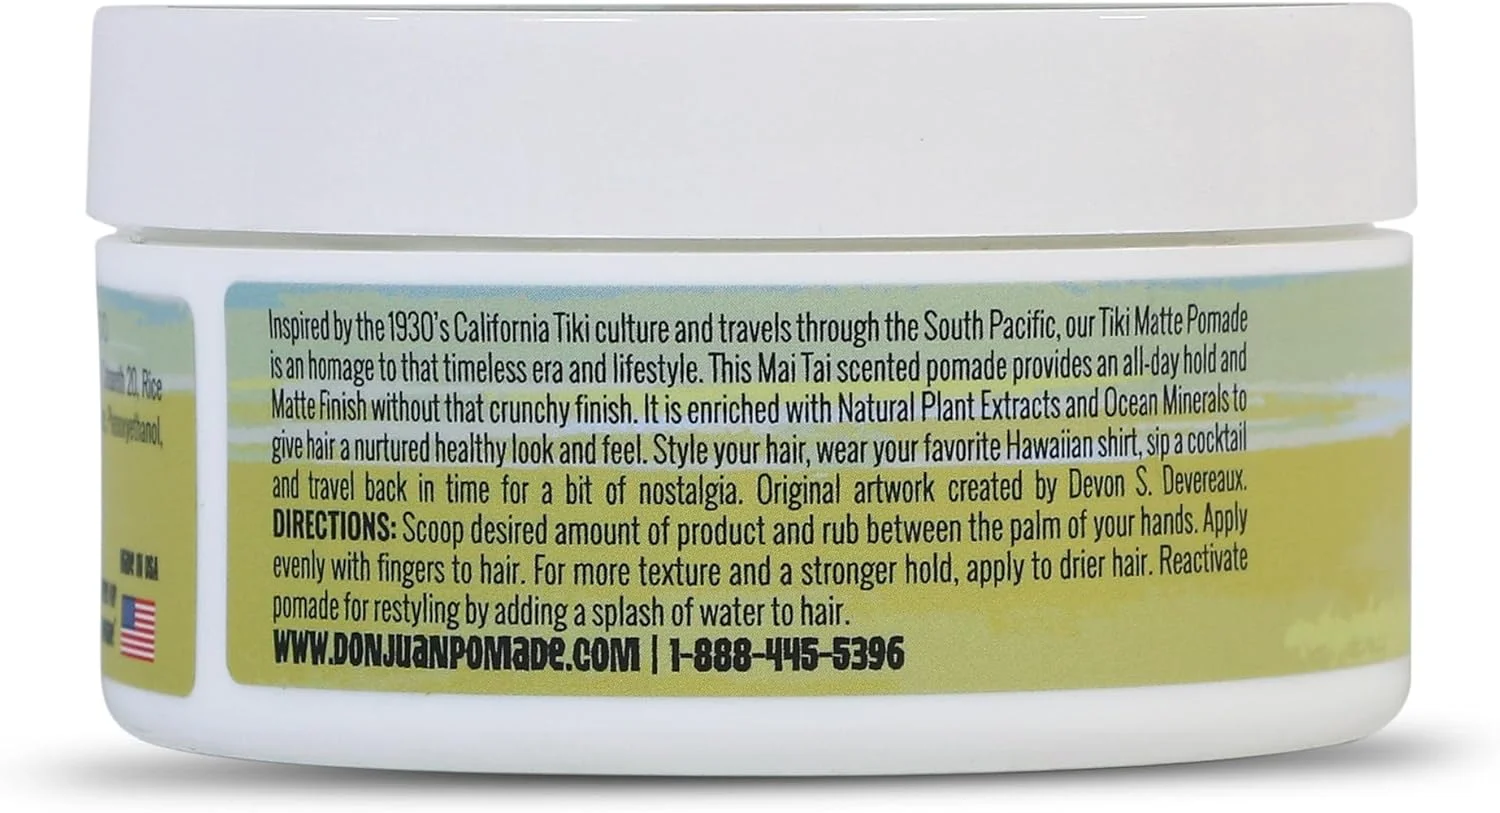 20, Rice
MADE IN USA
Inspired by the 1930's California Tiki culture and travels through the South Pacific, our Tiki Matte Pomade
is an homage to that timeless era and lifestyle. This Mai Tai scented pomade provides an all-day hold and
Matte Finish without that crunchy finish. It is enriched with Natural Plant Extracts and Ocean Minerals to
give hair a nurtured healthy look and feel. Style your hair, wear your favorite Hawaiian shirt, sip a cocktail
and travel back in time for a bit of nostalgia. Original artwork created by Devon S. Devereaux.
DIRECTIONS: Scoop desired amount of product and rub between the palm of your hands. Apply
evenly with fingers to hair. For more texture and a stronger hold, apply to drier hair. Reactivate
pomade for restyling by adding a splash of water to hair.
WWW.DONJUANPOMADE.COM | 1-888-445-5396